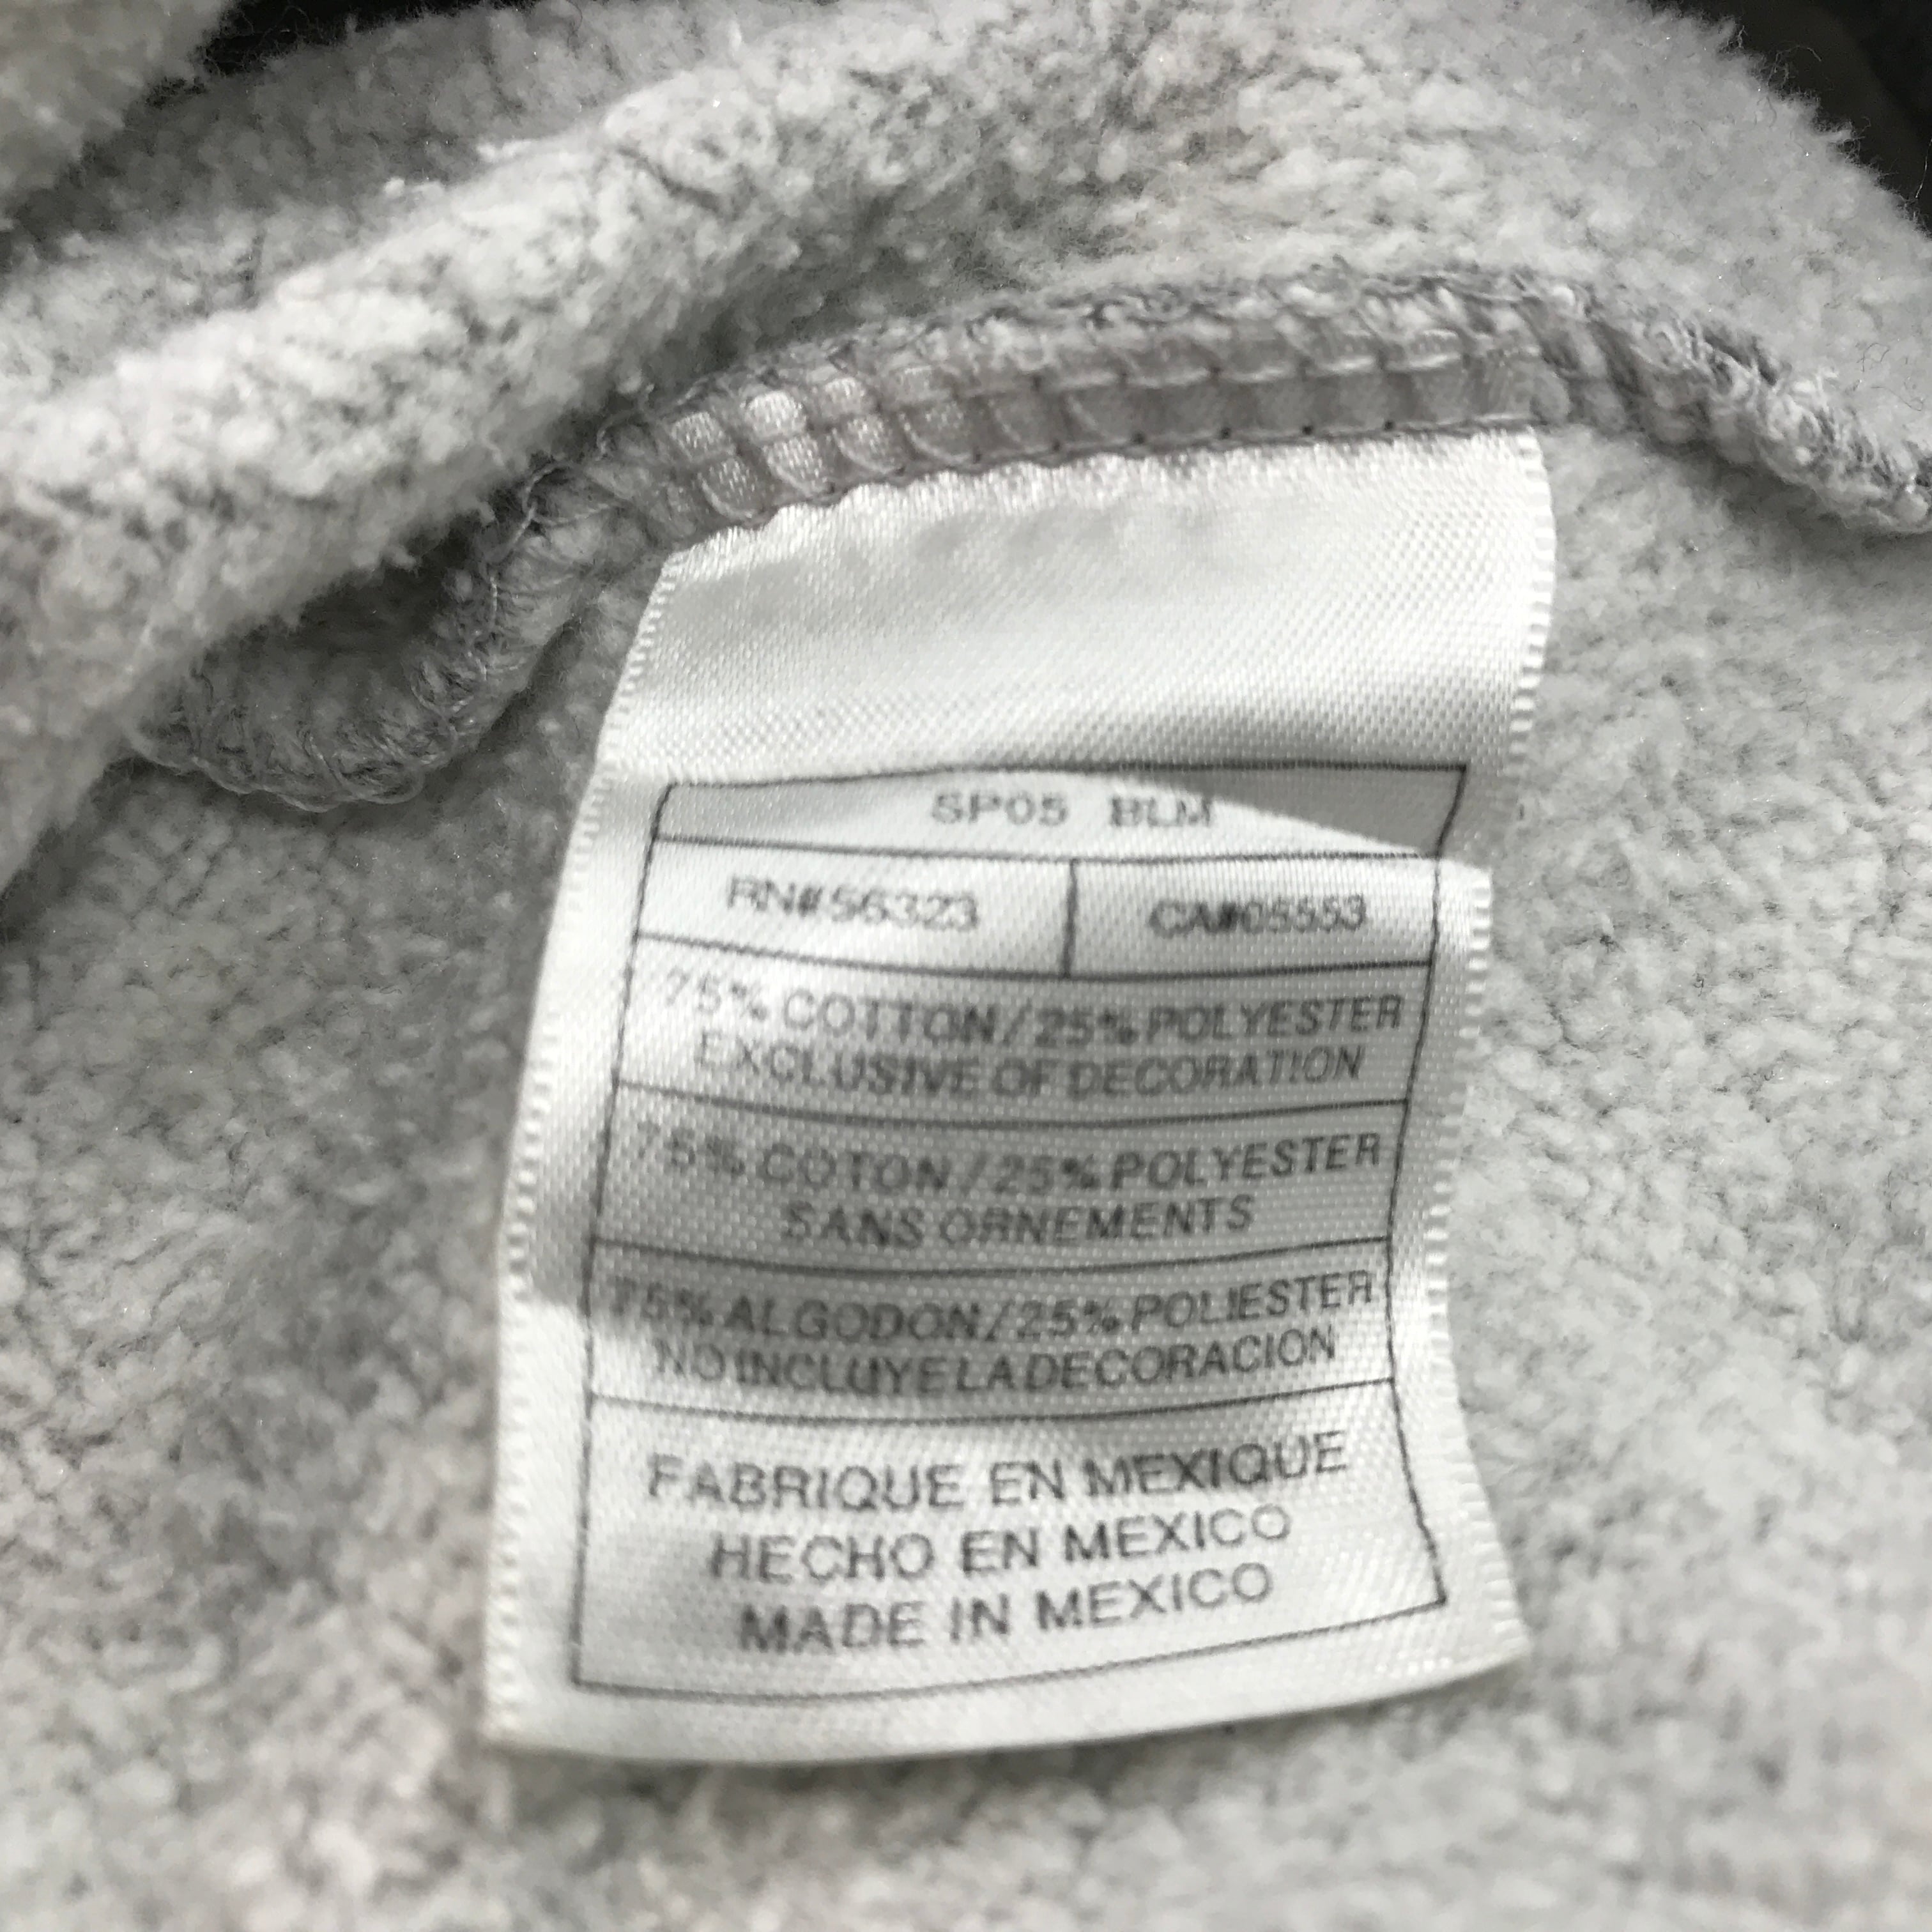 SP05 BLM
RN#56323 CA#05553
75% COTTON/25% POLYESTER
EXCLUSIVE OF DECORATION
75% COTON/25% POLYESTER
SANS ORNEMENTS
75% ALGODON/25% POLIESTER
NO INCLUYE LA DECORACION
FABRIQUE EN MEXIQUE
HECHO EN MEXICO
MADE IN MEXICO